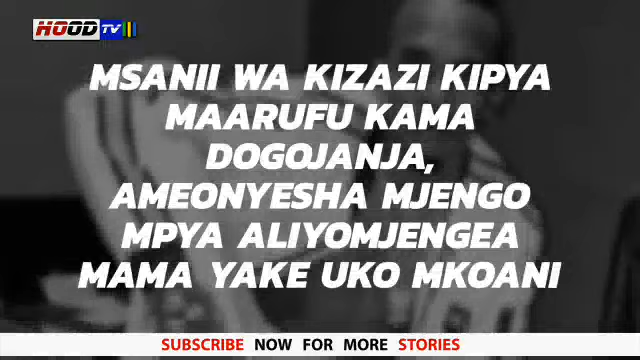 HOOD TV
MSANII WA KIZAZI KIPYA
MAARUFU KAMA
DOGOJANJA,
AMEONYESHA MJENGO
MPYA ALIYOMJENGEA
MAMA YAKE UKO MKOANI
SUBSCRIBE NOW FOR MORE STORIES